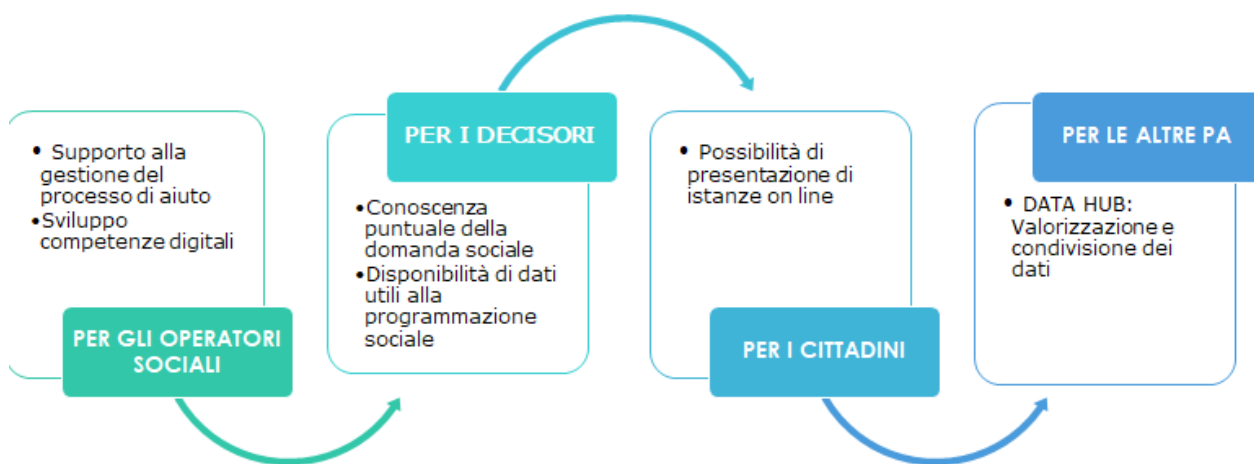 • Supporto alla
gestione del
processo di aiuto
•Sviluppo
competenze digitali
PER GLI OPERATORI
SOCIALI
PER I DECISORI
•Conoscenza
puntuale della
domanda sociale
•Disponibilità di dati
utili alla
programmazione
sociale
• Possibilità di
presentazione di
istanze on line
PER I CITTADINI
PER LE ALTRE PA
• DATA HUB:
Valorizzazione e
condivisione dei
dati